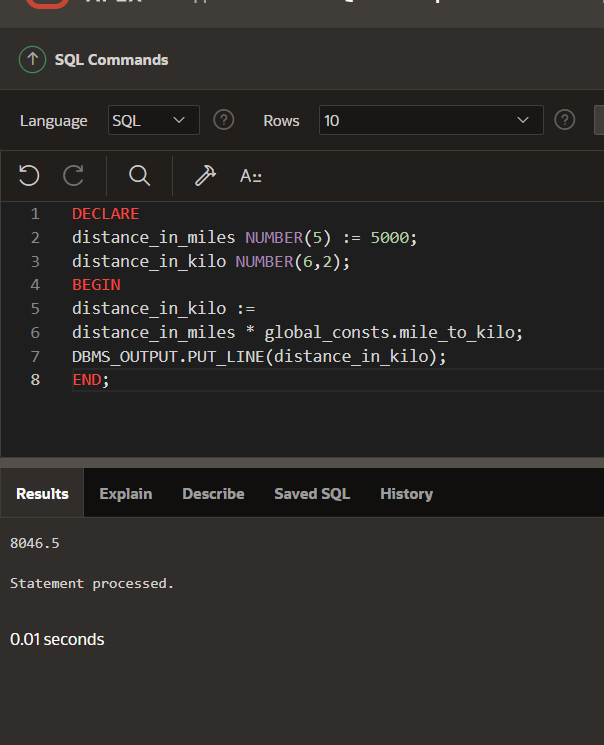 SQL Commands
Language SQL Rows 10
A::
1 DECLARE
2 distance_in_miles NUMBER(5) := 5000;
3 distance_in_kilo NUMBER(6,2);
4 BEGIN
5 distance_in_kilo :=
6 distance_in_miles * global_consts.mile_to_kilo;
7 DBMS_OUTPUT.PUT_LINE(distance_in_kilo);
8 END;
Results Explain Describe Saved SQL History
8046.5
Statement processed.
0.01 seconds